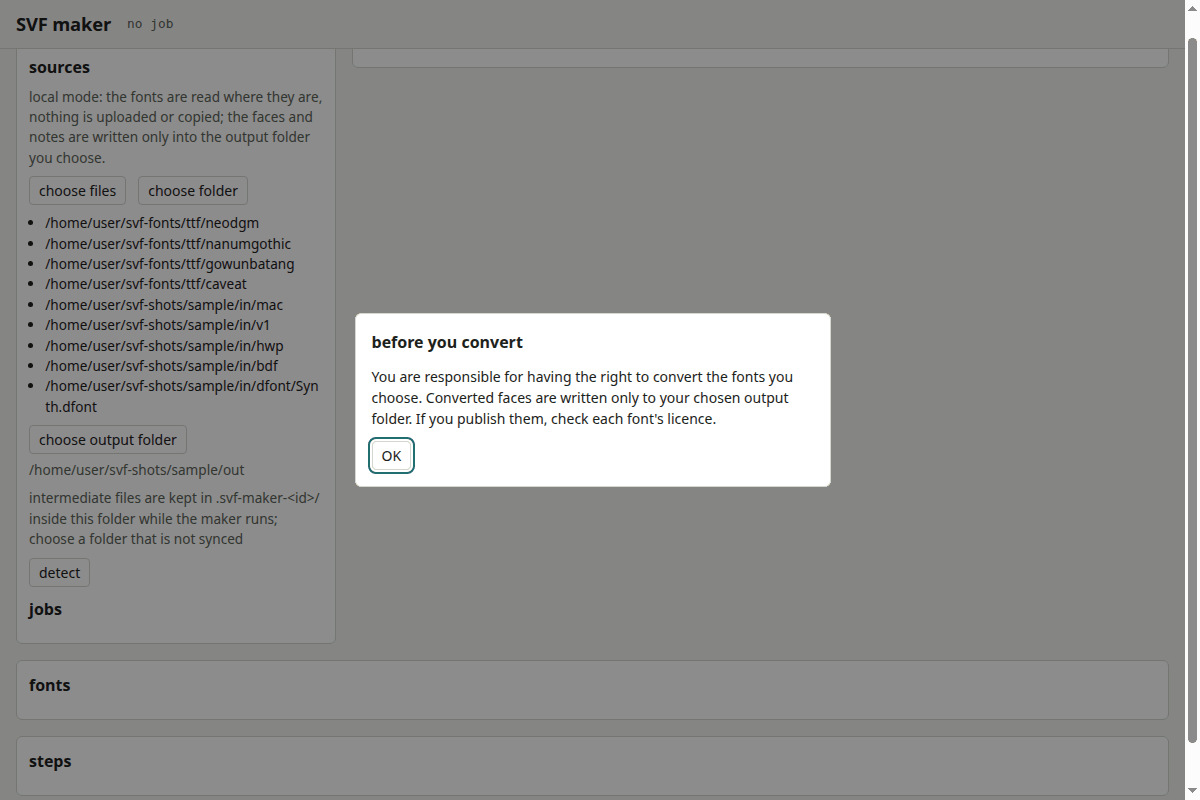 SVF maker no job
sources
local mode: the fonts are read where they are,
nothing is uploaded or copied; the faces and
notes are written only into the output folder
you choose.
choose files choose folder
/home/user/svf-fonts/ttf/neodgm
/home/user/svf-fonts/ttf/nanumgothic
/home/user/svf-fonts/ttf/gowunbatang
/home/user/svf-fonts/ttf/caveat
/home/user/svf-shots/sample/in/mac
/home/user/svf-shots/sample/in/v1
/home/user/svf-shots/sample/in/hwp
/home/user/svf-shots/sample/in/bdf
/home/user/svf-shots/sample/in/dfont/Syn
th.dfont
choose output folder
/home/user/svf-shots/sample/out
intermediate files are kept in .svf-maker-<id>/
inside this folder while the maker runs;
choose a folder that is not synced
detect
jobs
before you convert
You are responsible for having the right to convert the fonts you
choose. Converted faces are written only to your chosen output
folder. If you publish them, check each font's licence.
OK
fonts
steps